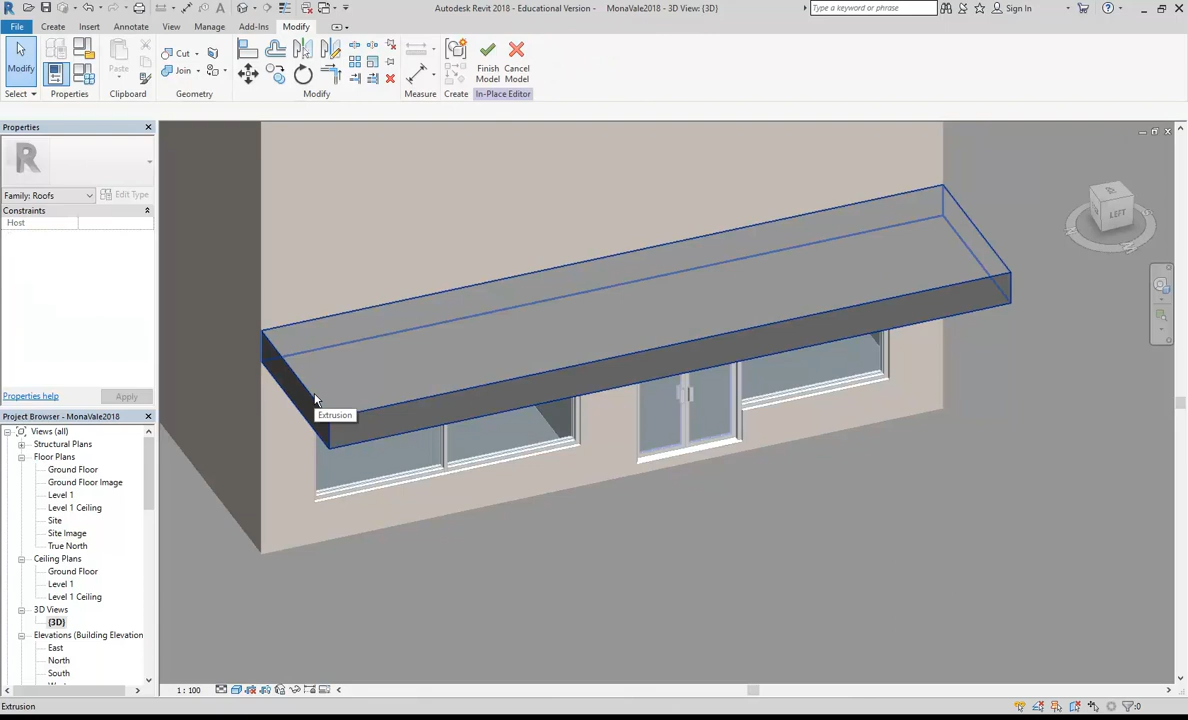 Autodesk Revit 2018 - Educational Version - MonaVale2018 - 3D View: {3D}
Type a keyword or phrase
Sign In
File Create Insert Annotate View Manage Add-Ins Modify
Modify
Paste
Cut
Join
Finish Model
Cancel Model
Select Properties Clipboard Geometry Modify Measure Create In-Place Editor
Properties
Family: Roofs
Edit Type
Constraints
Host
Properties help
Apply
Project Browser - MonaVale2018
Views (all)
Structural Plans
Floor Plans
Ground Floor
Ground Floor Image
Level 1
Level 1 Ceiling
Site
Site Image
True North
Ceiling Plans
Ground Floor
Level 1
Level 1 Ceiling
3D Views
{3D}
Elevations (Building Elevation
East
North
South
Extrusion
LEFT
1 : 100
Extrusion
:0